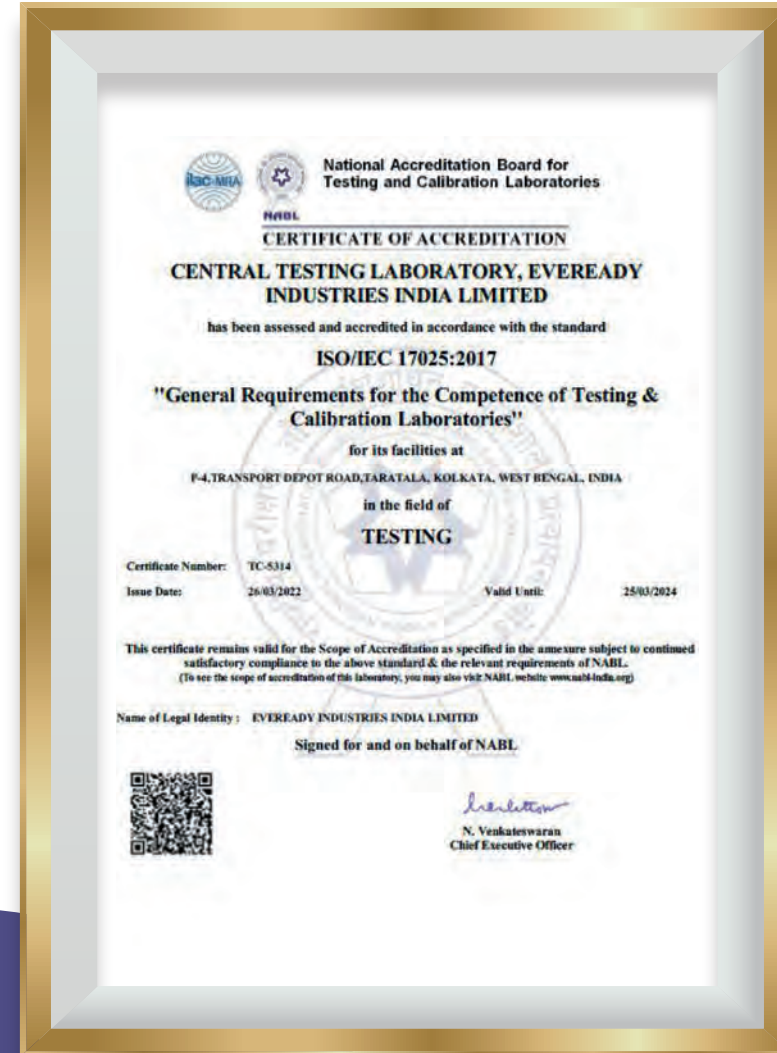 ilac-MRA
NABL
National Accreditation Board for
Testing and Calibration Laboratories
CERTIFICATE OF ACCREDITATION
CENTRAL TESTING LABORATORY, EVEREADY
INDUSTRIES INDIA LIMITED
has been assessed and accredited in accordance with the standard
ISO/IEC 17025:2017
"General Requirements for the Competence of Testing &
Calibration Laboratories"
for its facilities at
P-4,TRANSPORT DEPOT ROAD,TARATALA, KOLKATA, WEST BENGAL, INDIA
in the field of
TESTING
Certificate Number: TC-5314
Issue Date: 26/03/2022 Valid Until: 25/03/2024
This certificate remains valid for the Scope of Accreditation as specified in the annexure subject to continued
satisfactory compliance to the above standard & the relevant requirements of NABL.
(To see the scope of accreditation of this laboratory, you may also visit NABL website www.nabl-india.org)
Name of Legal Identity : EVEREADY INDUSTRIES INDIA LIMITED
Signed for and on behalf of NABL
N. Venkateswaran
Chief Executive Officer